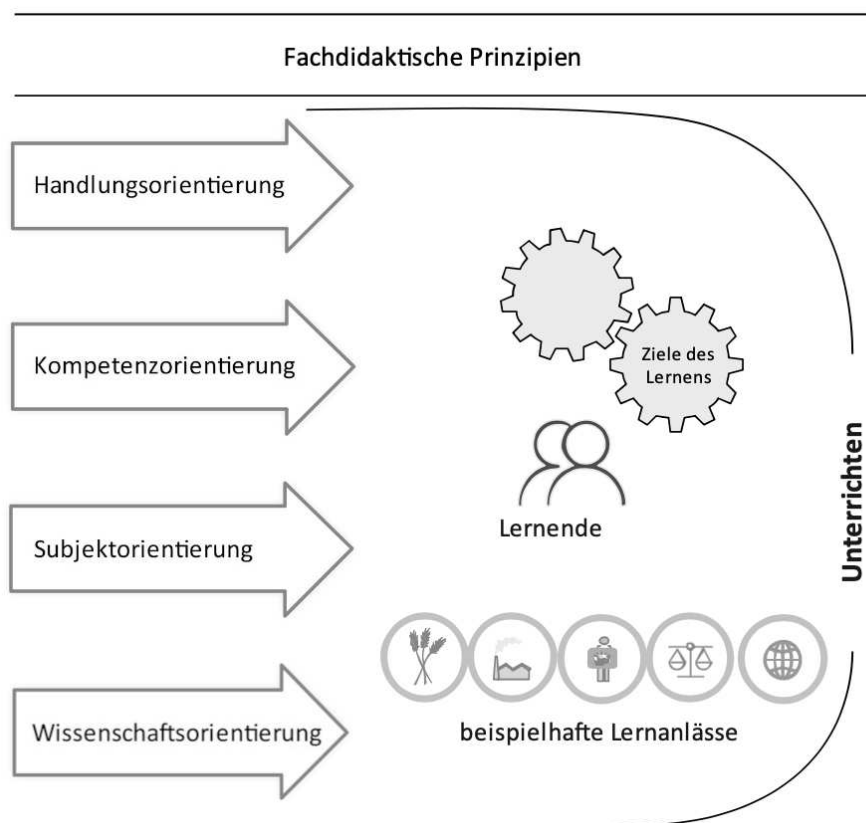 Fachdidaktische Prinzipien
Handlungsorientierung
Kompetenzorientierung
Ziele des
Lernens
Lernende
Subjektorientierung
Unterrichten
Wissenschaftsorientierung
beispielhafte Lernanlässe